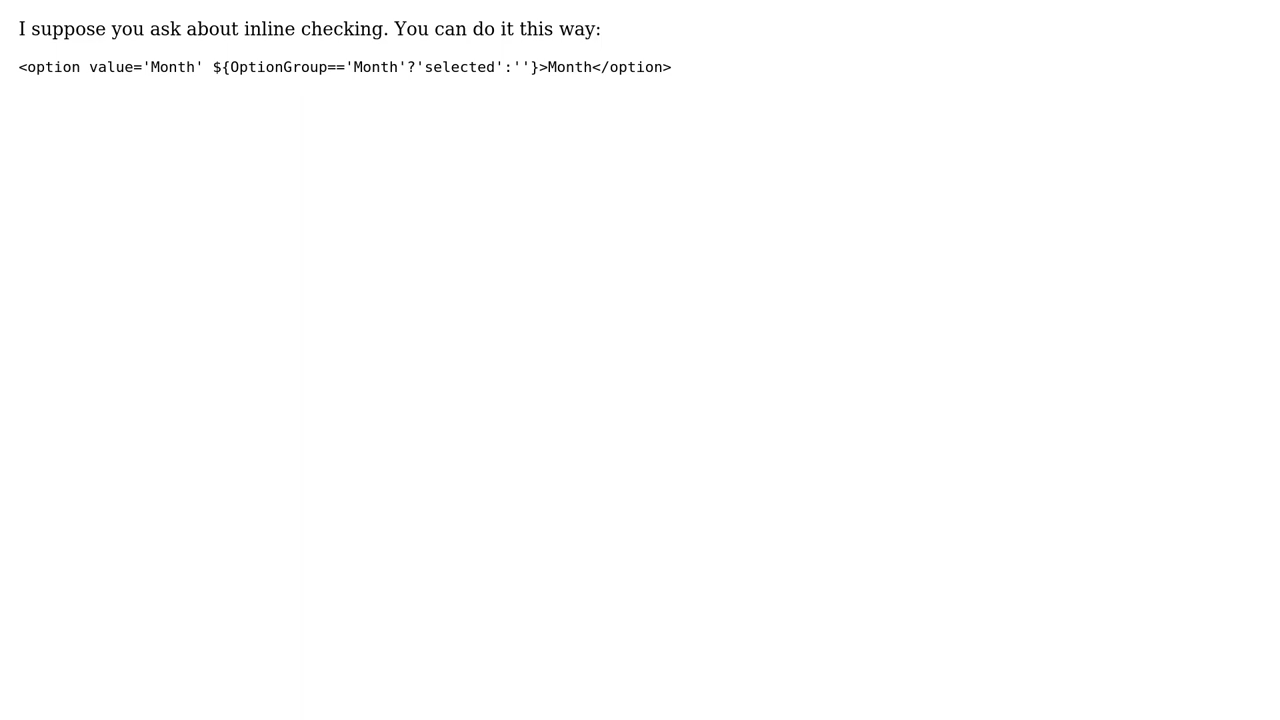 I suppose you ask about inline checking. You can do it this way:
<option value='Month' ${OptionGroup=='Month'?'selected':''}>Month</option>